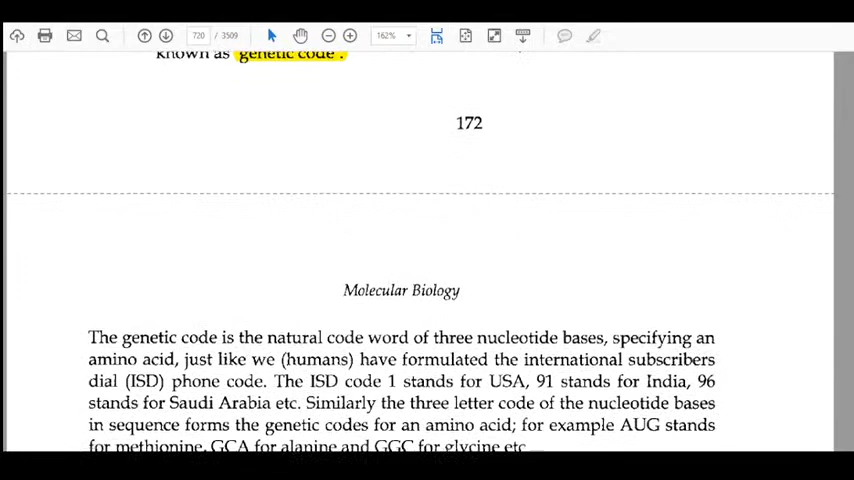 720 / 3509
162%
known as genetic code .
172
Molecular Biology
The genetic code is the natural code word of three nucleotide bases, specifying an
amino acid, just like we (humans) have formulated the international subscribers
dial (ISD) phone code. The ISD code 1 stands for USA, 91 stands for India, 96
stands for Saudi Arabia etc. Similarly the three letter code of the nucleotide bases
in sequence forms the genetic codes for an amino acid; for example AUG stands
for methionine, GCA for alanine and GGC for glycine etc